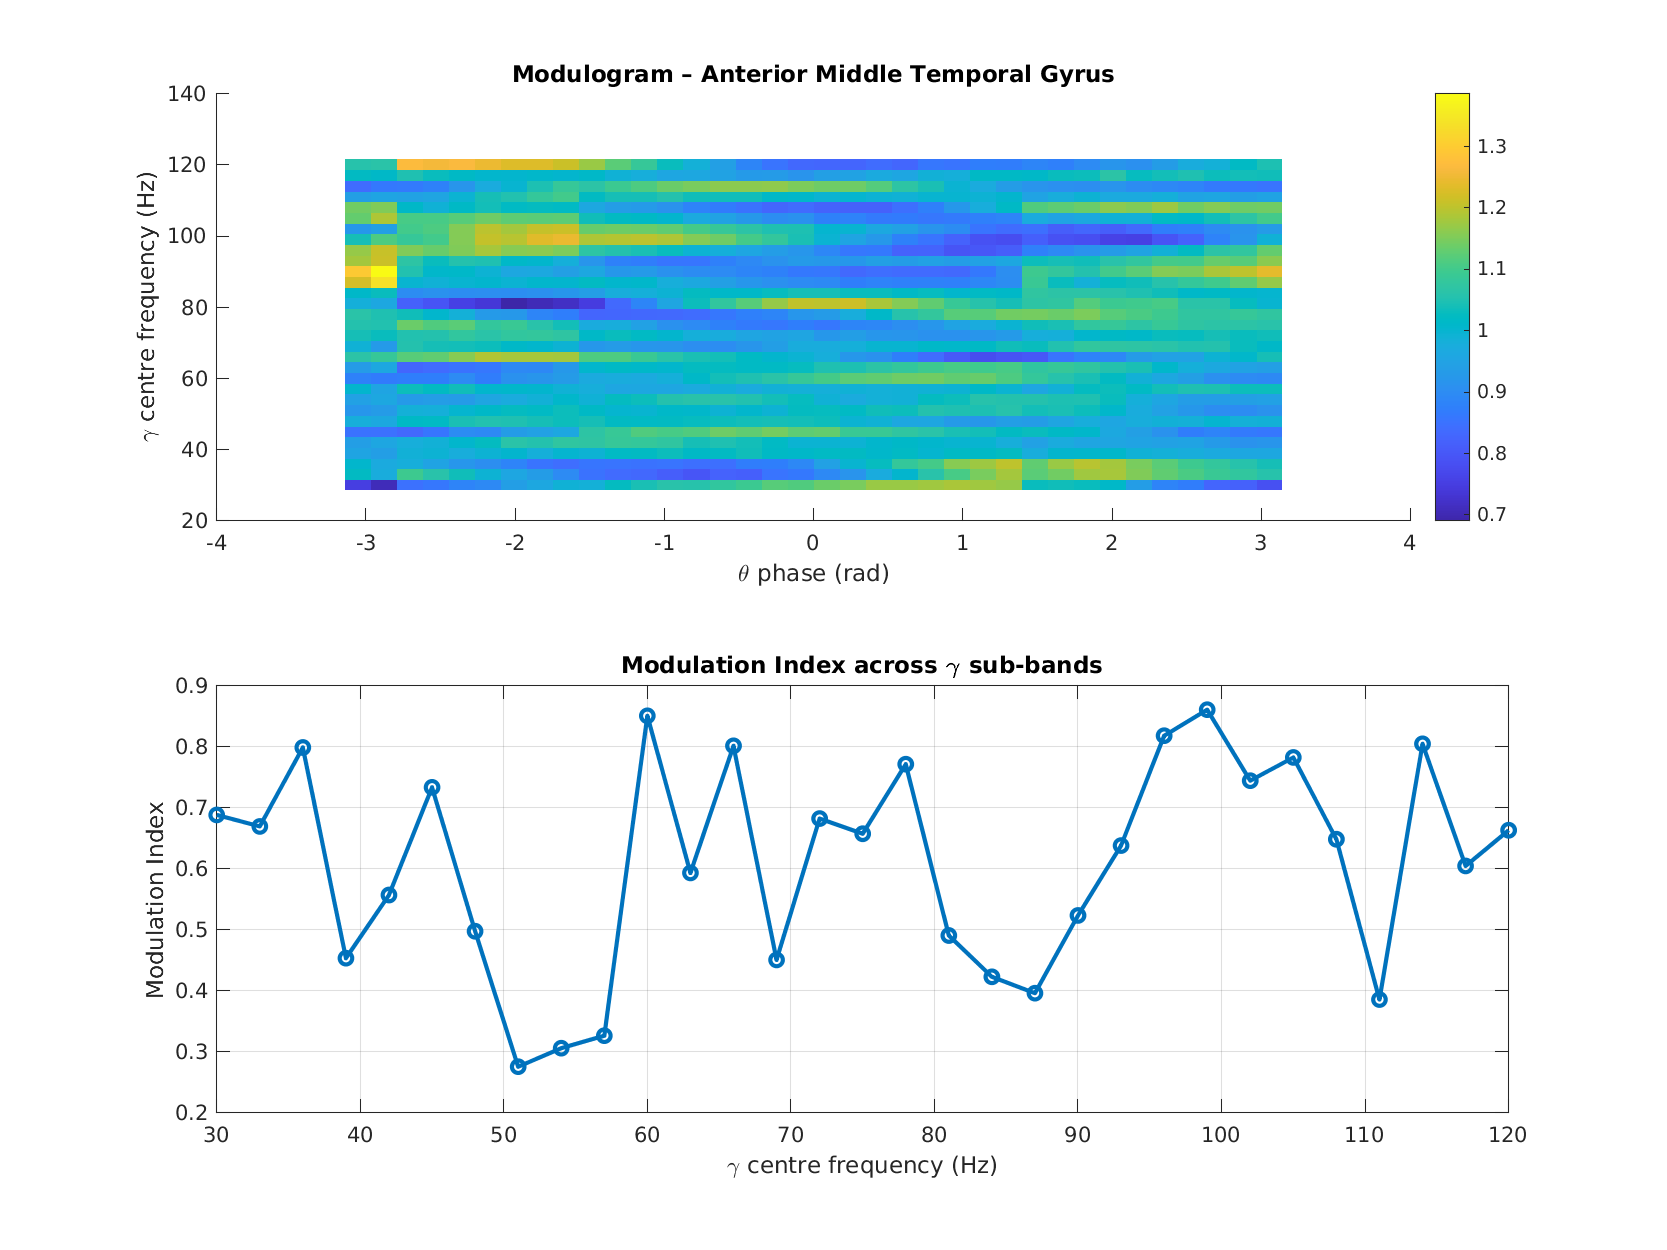 Modulogram – Anterior Middle Temporal Gyrus
140
120
100
80
60
40
20
γ centre frequency (Hz)
-4 -3 -2 -1 0 1 2 3 4
θ phase (rad)
1.3
1.2
1.1
1
0.9
0.8
0.7
Modulation Index across γ sub-bands
0.9
0.8
0.7
0.6
0.5
0.4
0.3
0.2
Modulation Index
30 40 50 60 70 80 90 100 110 120
γ centre frequency (Hz)